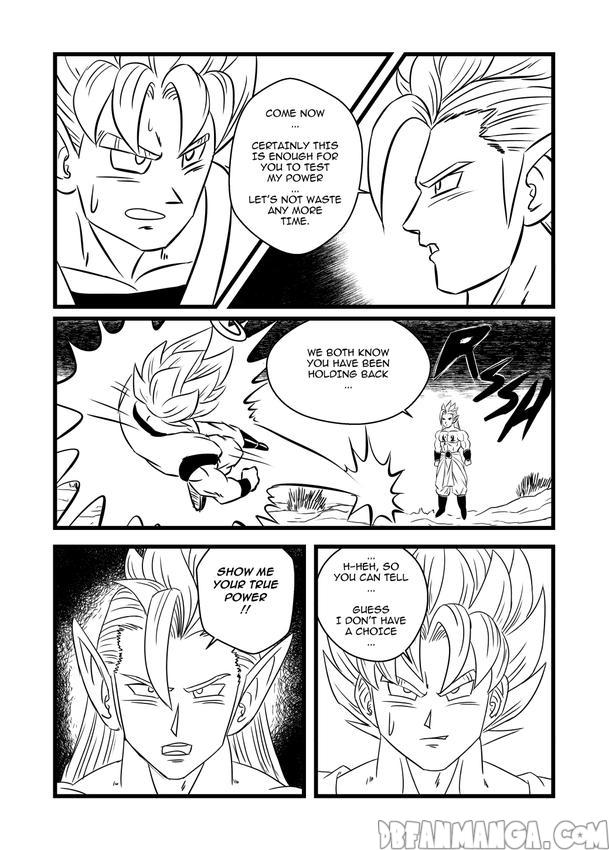 COME NOW
...
CERTAINLY THIS
IS ENOUGH FOR
YOU TO TEST
MY POWER
...
LET'S NOT WASTE
ANY MORE
TIME.
WE BOTH KNOW
YOU HAVE BEEN
HOLDING BACK
...
RSSH
SHOW ME
YOUR TRUE
POWER
!!
...
H-HEH, SO
YOU CAN TELL
...
GUESS
I DON'T HAVE
A CHOICE
...
DBFANMANGA.COM